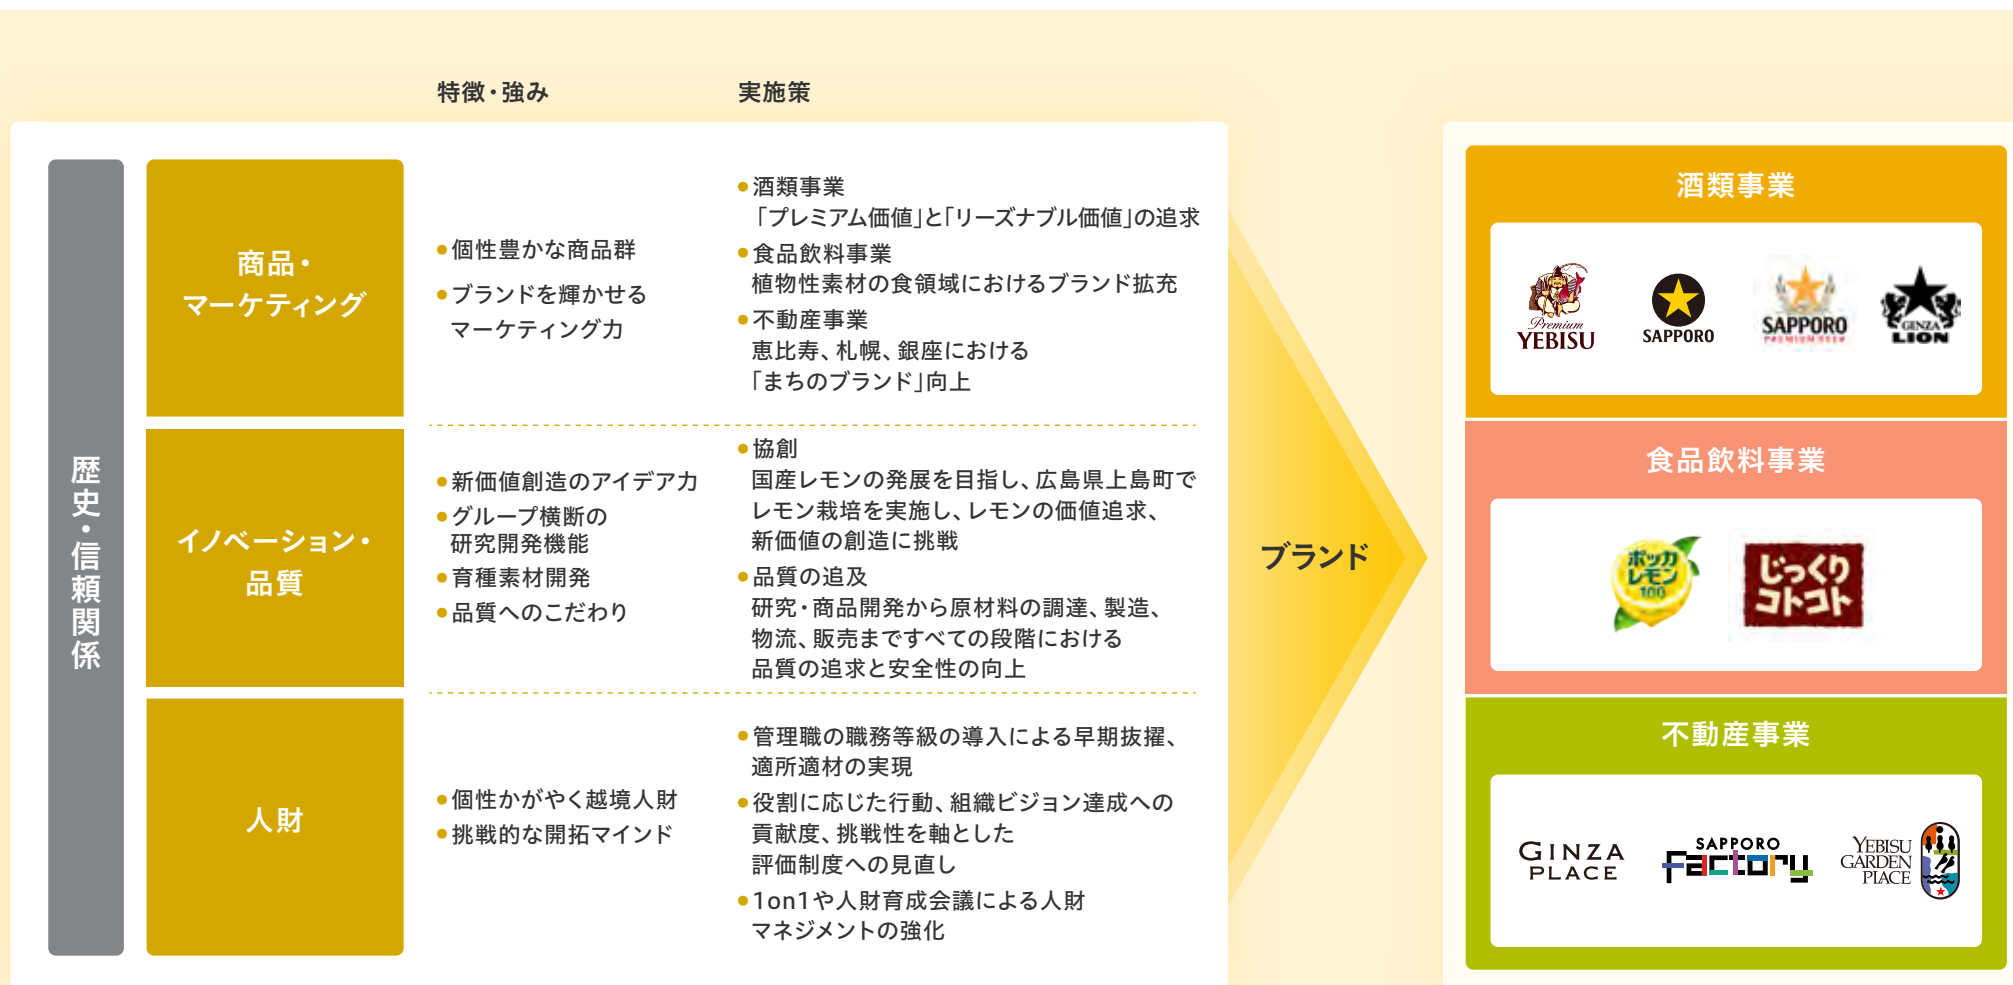 特徴・強み
実施策
歴史・信頼関係
商品・
マーケティング
●個性豊かな商品群
●ブランドを輝かせる
マーケティング力
●酒類事業
「プレミアム価値」と「リーズナブル価値」の追求
●食品飲料事業
植物性素材の食領域におけるブランド拡充
●不動産事業
恵比寿、札幌、銀座における
「まちのブランド」向上
イノベーション・
品質
●新価値創造のアイデア力
●グループ横断の
研究開発機能
●育種素材開発
●品質へのこだわり
●協創
国産レモンの発展を目指し、広島県上島町で
レモン栽培を実施し、レモンの価値追求、
新価値の創造に挑戦
●品質の追及
研究・商品開発から原材料の調達、製造、
物流、販売まですべての段階における
品質の追求と安全性の向上
人財
●個性かがやく越境人財
●挑戦的な開拓マインド
●管理職の職務等級の導入による早期抜擢、
適所適材の実現
●役割に応じた行動、組織ビジョン達成への
貢献度、挑戦性を軸とした
評価制度への見直し
●1on1や人財育成会議による人財
マネジメントの強化
ブランド
酒類事業
Premium
YEBISU
SAPPORO
SAPPORO
PREMIUM BEER
GINZA
LION
食品飲料事業
ポッカ
レモン
100
じっくり
コトコト
不動産事業
GINZA
PLACE
SAPPORO
Factory
YEBISU
GARDEN
PLACE